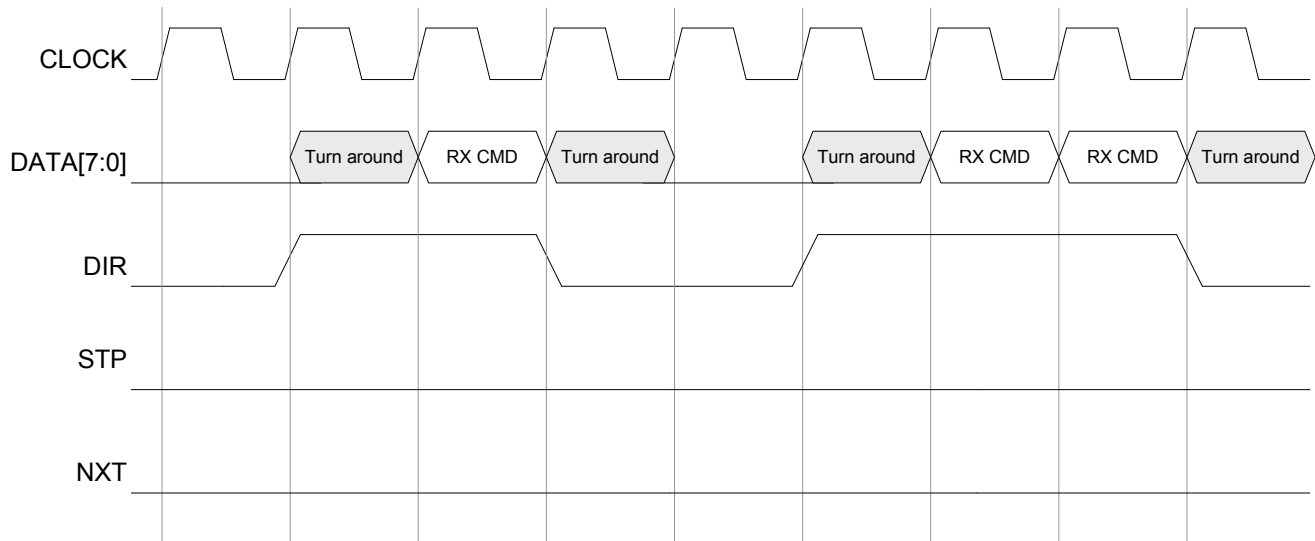 CLOCK
DATA[7:0]
Turn around
RX CMD
Turn around
Turn around
RX CMD
RX CMD
Turn around
DIR
STP
NXT